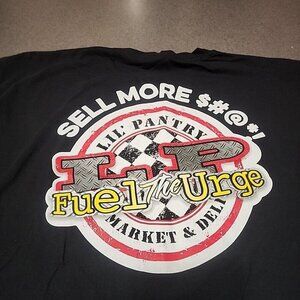 SELL MORE $#@*!
LIL' PANTRY
LP
Fuel The Urge
MARKET & DELI